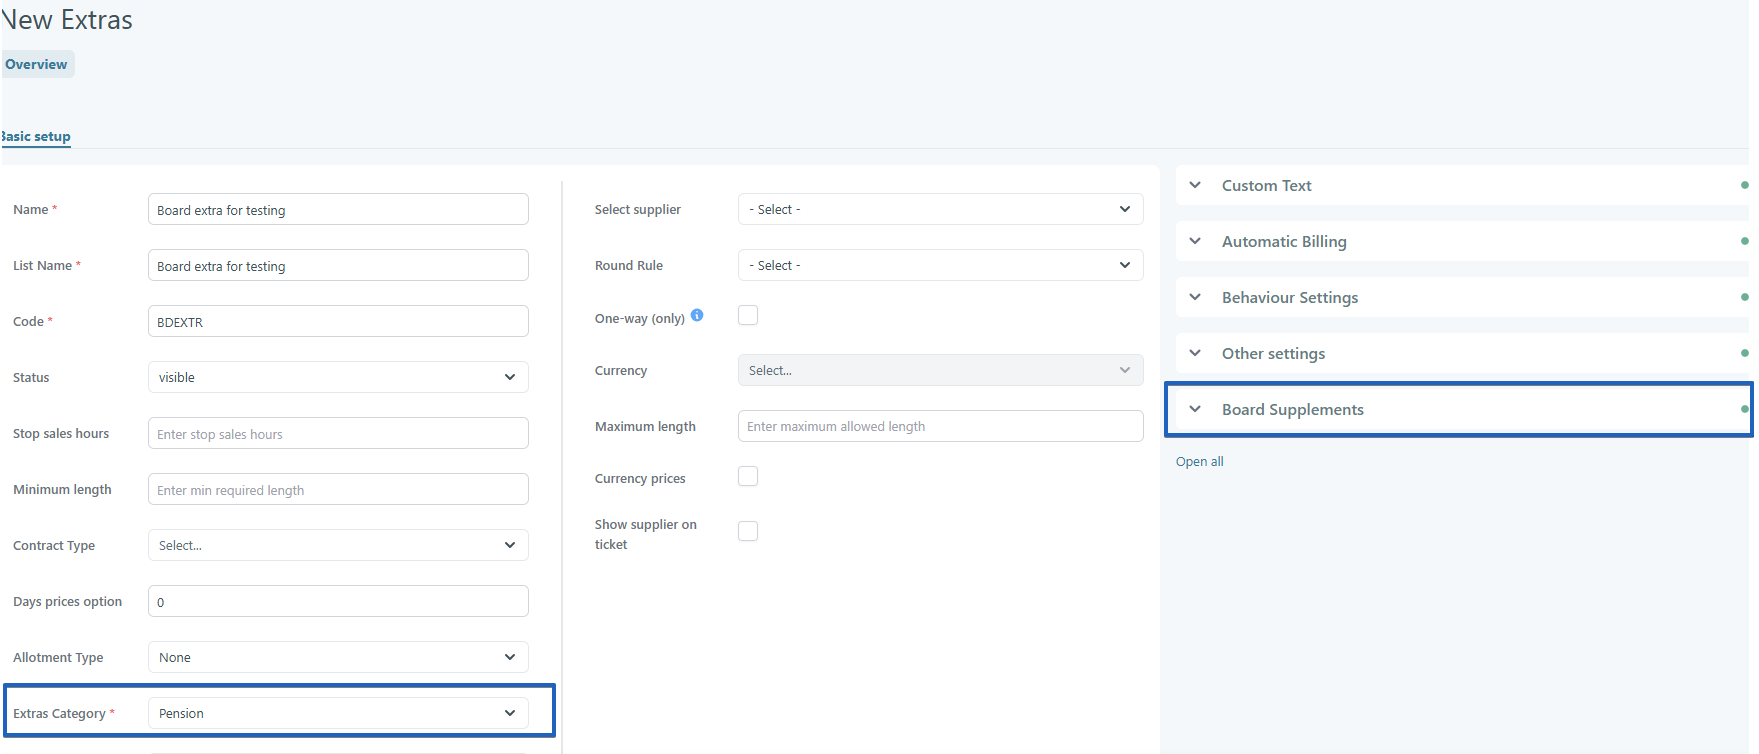 New Extras
Overview
Basic setup
Name *
Board extra for testing
List Name *
Board extra for testing
Code *
BDEXTR
Status
visible
Stop sales hours
Enter stop sales hours
Minimum length
Enter min required length
Contract Type
Select...
Days prices option
0
Allotment Type
None
Extras Category *
Pension
Select supplier
- Select -
Round Rule
- Select -
One-way (only)
Currency
Select...
Maximum length
Enter maximum allowed length
Currency prices
Show supplier on
ticket
Custom Text
Automatic Billing
Behaviour Settings
Other settings
Board Supplements
Open all